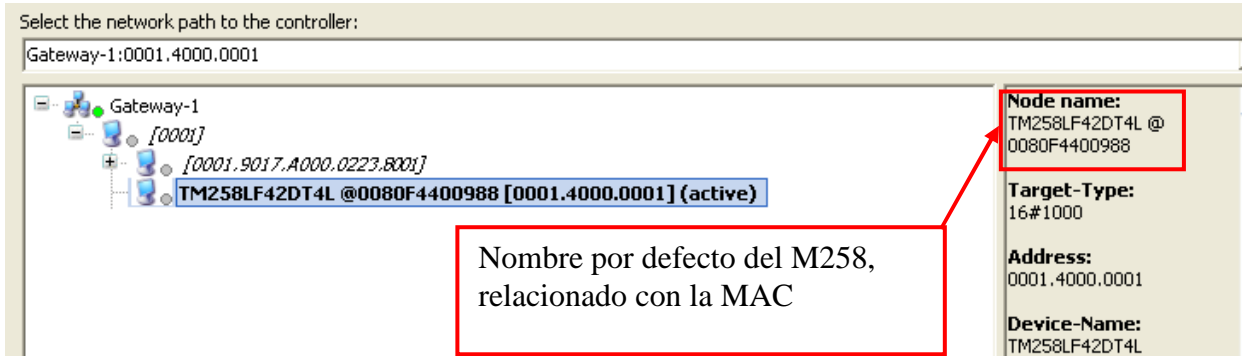 Select the network path to the controller:
Gateway-1:0001.4000.0001
Gateway-1
[0001]
[0001.9017.A000.0223.8001]
TM258LF42DT4L @0080F4400988 [0001.4000.0001] (active)
Node name:
TM258LF42DT4L @
0080F4400988
Target-Type:
16#1000
Address:
0001.4000.0001
Device-Name:
TM258LF42DT4L
Nombre por defecto del M258,
relacionado con la MAC